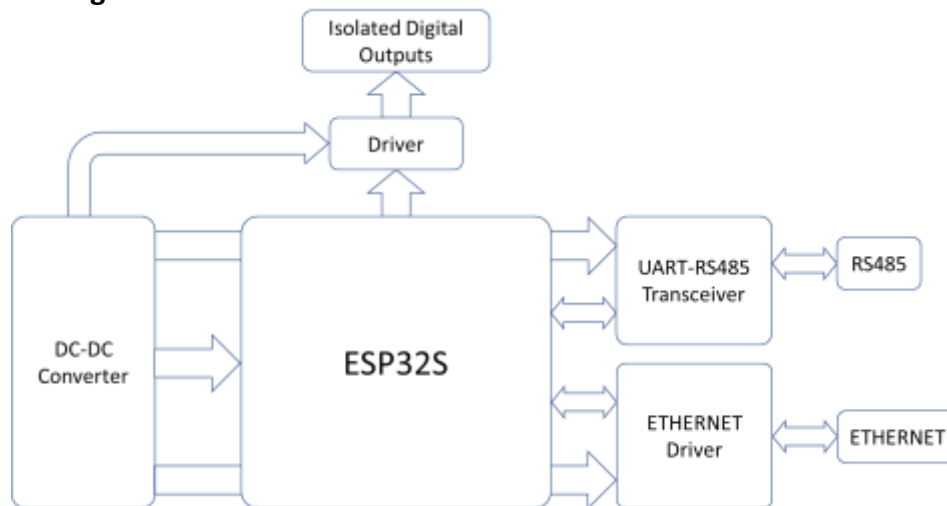 Isolated Digital
Outputs
Driver
DC-DC
Converter
ESP32S
UART-RS485
Transceiver
RS485
ETHERNET
Driver
ETHERNET